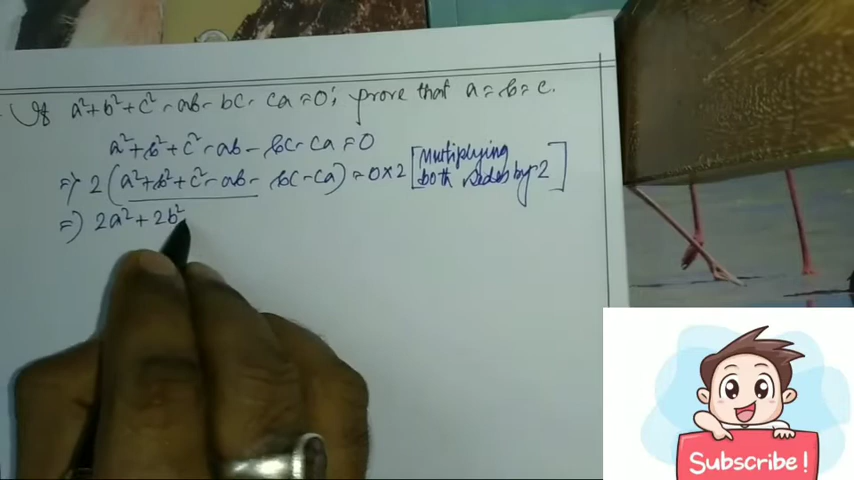 If a²+b²+c²-ab-bc-ca=0; prove that a=b=c.
a²+b²+c²-ab-bc-ca=0
⇒ 2(a²+b²+c²-ab-bc-ca)=0×2 [Multiplying both sides by 2]
⇒ 2a²+2b²
Subscribe!